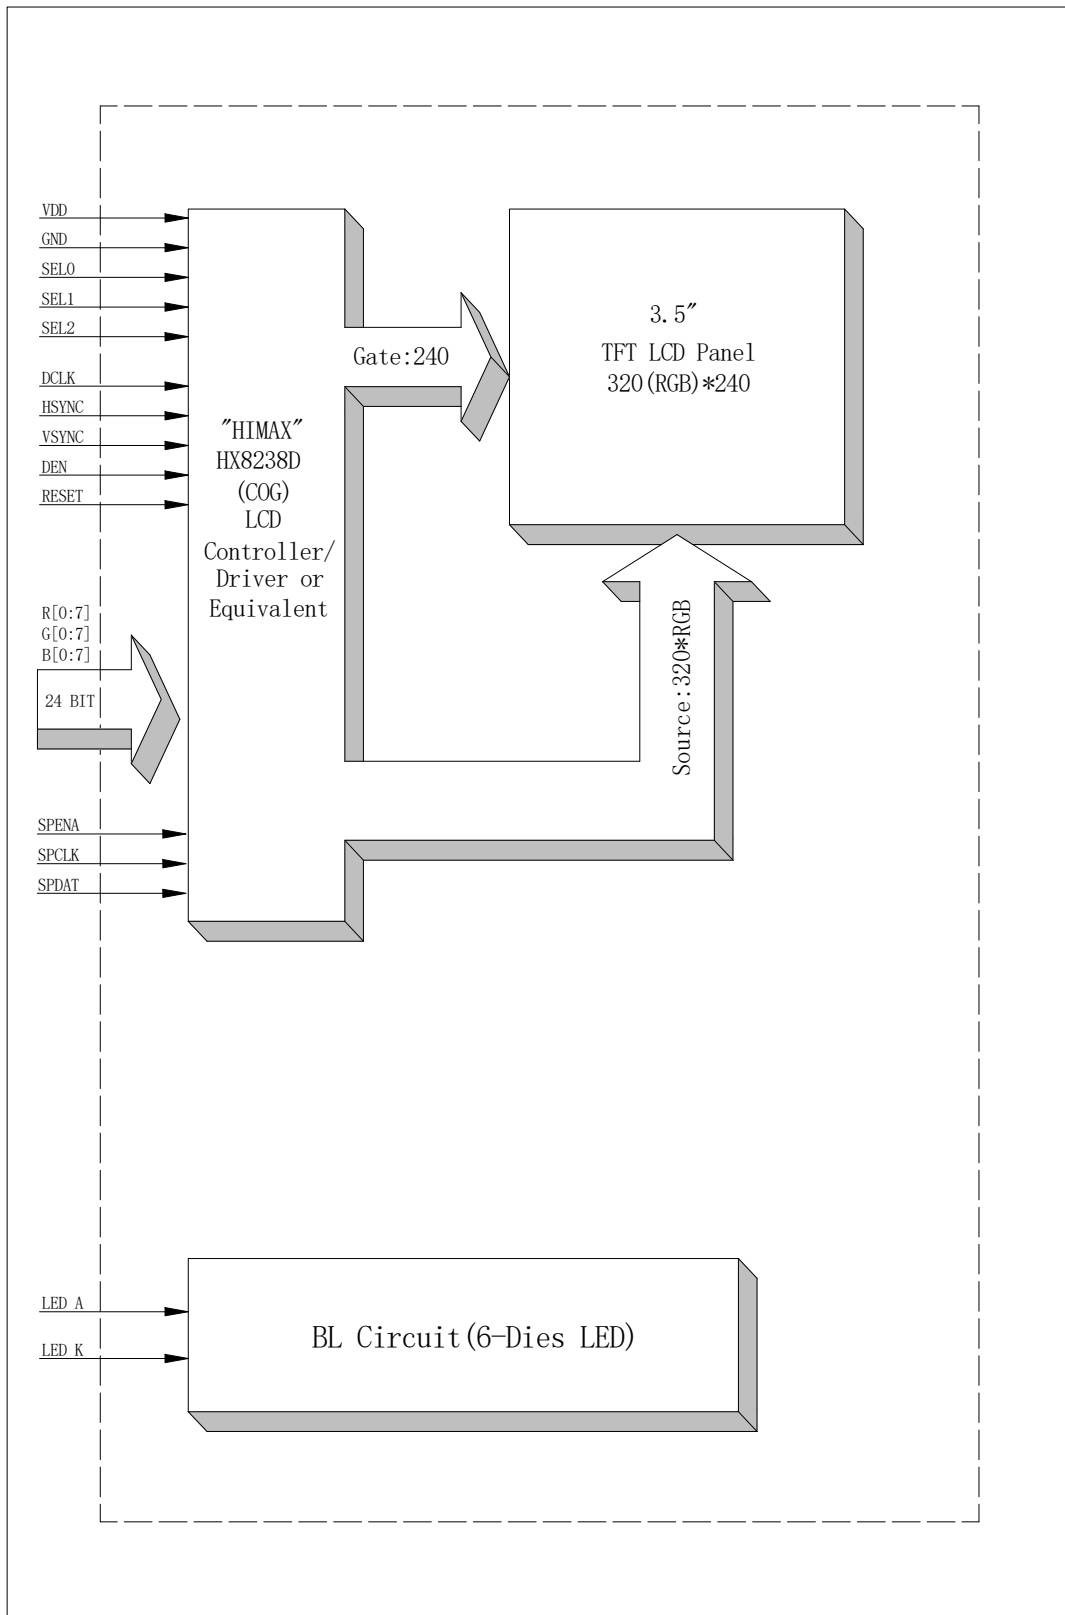 VDD
GND
SEL0
SEL1
SEL2
DCLK
HSYNC
VSYNC
DEN
RESET
R[0:7]
G[0:7]
B[0:7]
24 BIT
SPENA
SPCLK
SPDAT
"HIMAX"
HX8238D
(COG)
LCD
Controller/
Driver or
Equivalent
Gate:240
3.5"
TFT LCD Panel
320(RGB)*240
Source:320*RGB
LED A
LED K
BL Circuit(6-Dies LED)